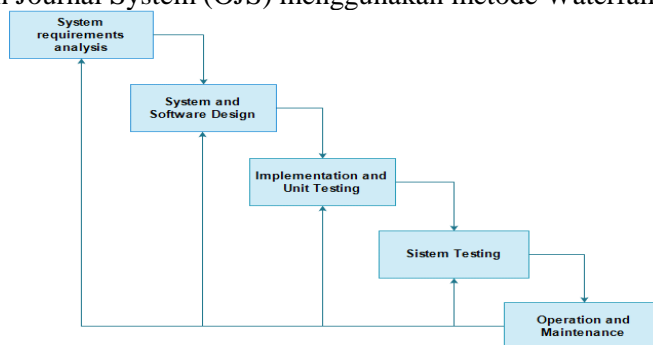 Journal System (OJS) menggunakan metode Waterfall
System
requirements
analysis
System and
Software Design
Implementation and
Unit Testing
Sistem Testing
Operation and
Maintenance